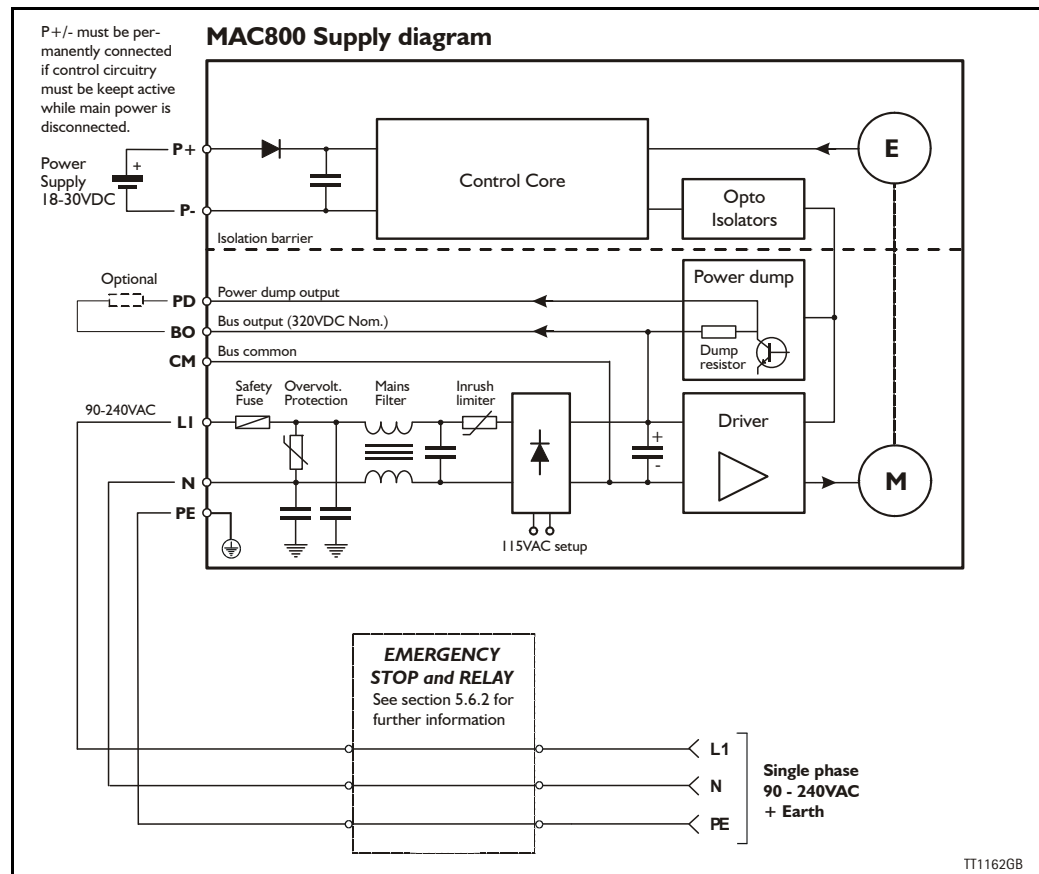 P+/- must be per-
manently connected
if control circuitry
must be keept active
while main power is
disconnected.
MAC800 Supply diagram
P+
Power
Supply
18-30VDC
+
P-
Control Core
E
Opto
Isolators
Isolation barrier
Optional
PD
Power dump output
Power dump
BO
Bus output (320VDC Nom.)
CM
Bus common
Dump
resistor
Safety
Fuse
Overvolt.
Protection
Mains
Filter
Inrush
limiter
90-240VAC
L1
Driver
+
-
N
M
PE
115VAC setup
EMERGENCY
STOP and RELAY
See section 5.6.2 for
further information
L1
N
PE
Single phase
90 - 240VAC
+ Earth
TT1162GB